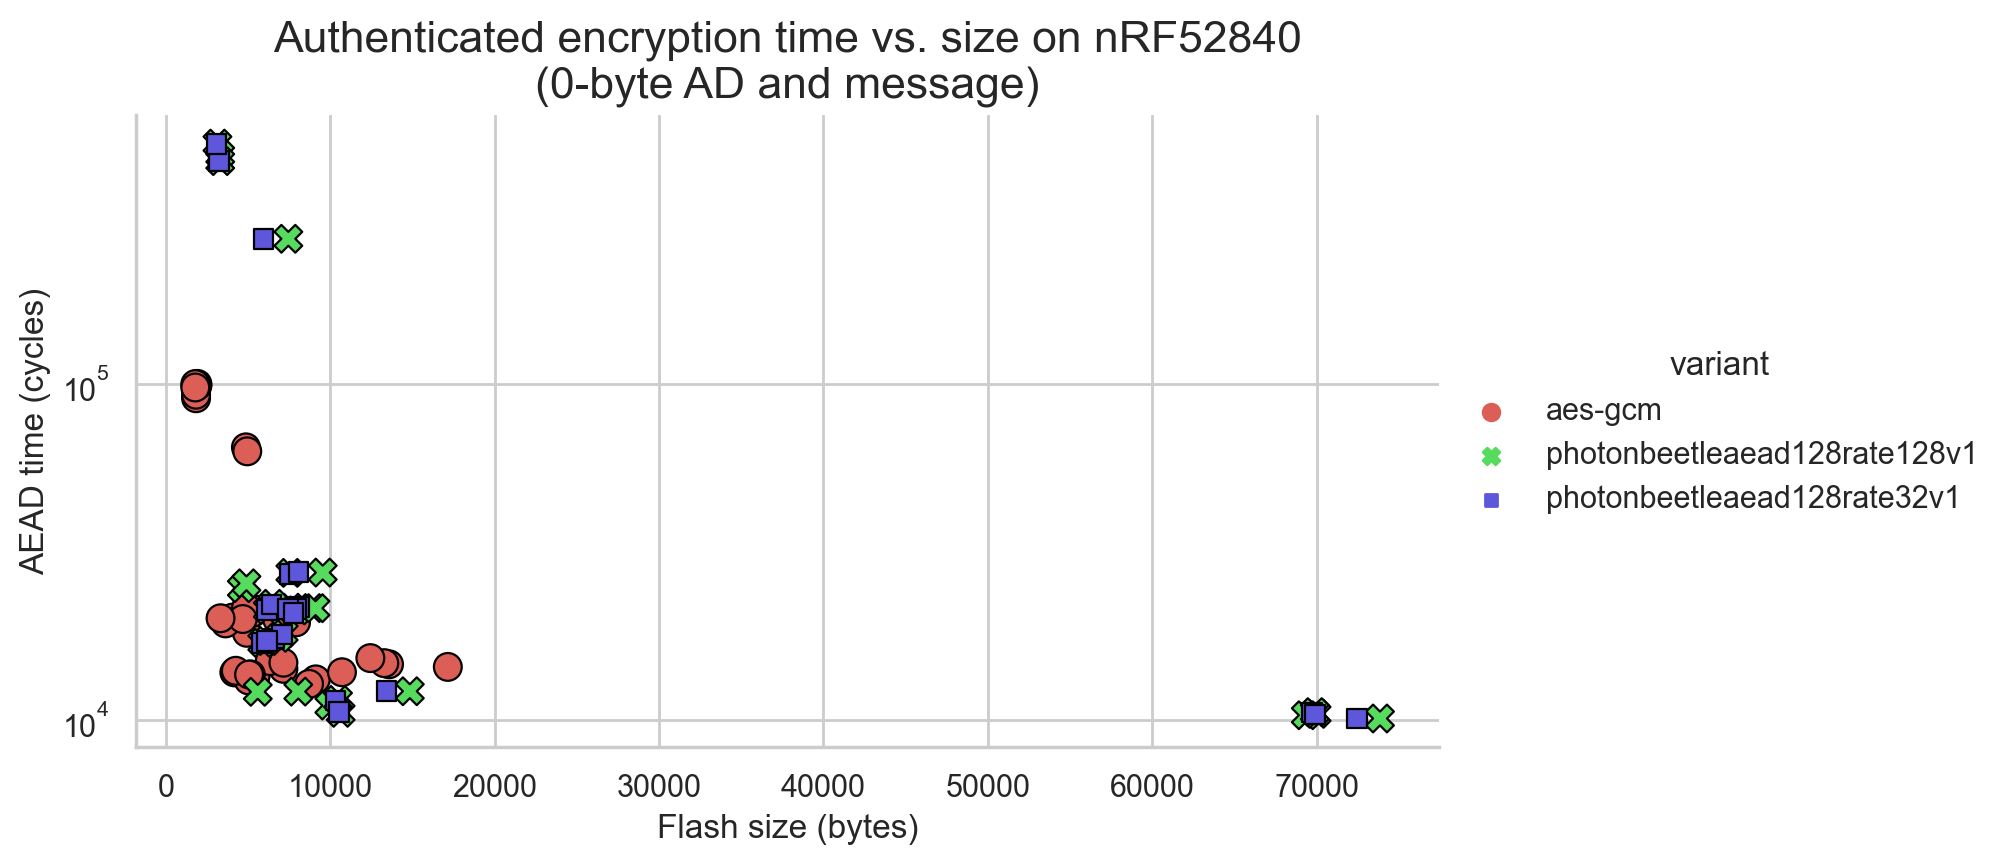 Authenticated encryption time vs. size on nRF52840
(0-byte AD and message)
AEAD time (cycles)
10^5
10^4
0 10000 20000 30000 40000 50000 60000 70000
Flash size (bytes)
variant
aes-gcm
photonbeetleaead128rate128v1
photonbeetleaead128rate32v1